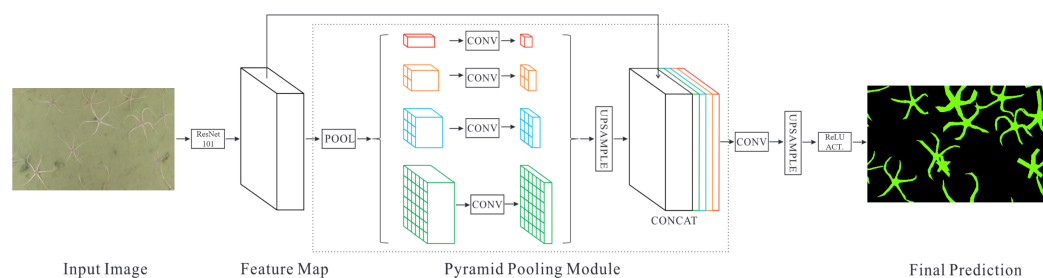 ResNet
101
POOL
CONV
CONV
CONV
CONV
UPSAMPLE
CONCAT
CONV
UPSAMPLE
ReLU
ACT.
Input Image
Feature Map
Pyramid Pooling Module
Final Prediction